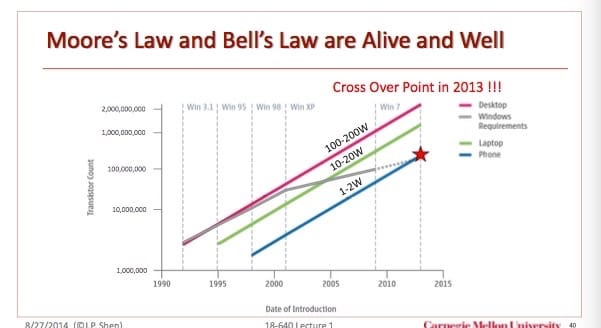 Moore's Law and Bell's Law are Alive and Well
Cross Over Point in 2013 !!!
Win 3.1 Win 95 Win 98 Win XP Win 7
2,000,000,000
1,000,000,000
100,000,000
10,000,000
1,000,000
Transistor Count
100-200W
10-20W
1-2W
Desktop
Windows
Requirements
Laptop
Phone
1990 1995 2000 2005 2010 2015
Date of Introduction
8/27/2014 (©J.P. Shen) 18-640 Lecture 1 Carnegie Mellon University 40